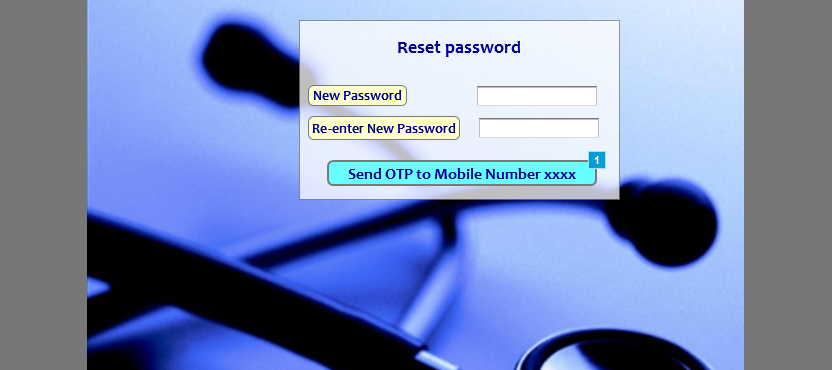 Reset password
New Password
Re-enter New Password
1
Send OTP to Mobile Number xxxx